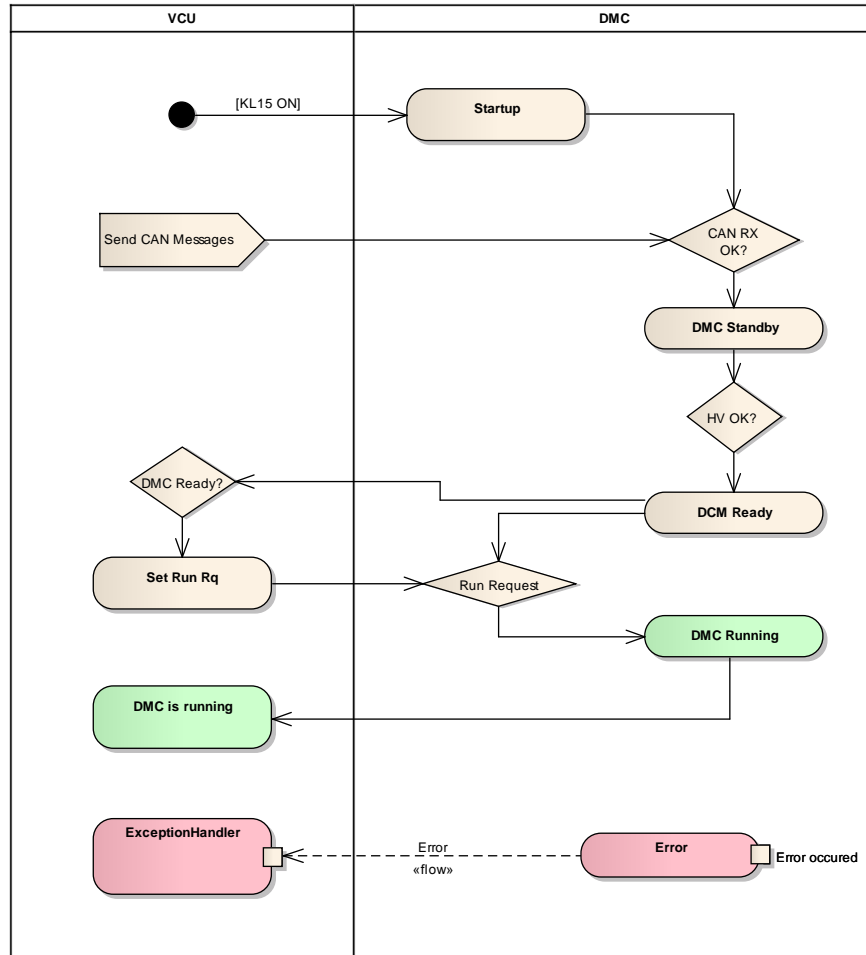 VCU
DMC
[KL15 ON]
Startup
Send CAN Messages
CAN RX
OK?
DMC Standby
HV OK?
DMC Ready?
DCM Ready
Set Run Rq
Run Request
DMC Running
DMC is running
ExceptionHandler
Error
«flow»
Error
Error occured